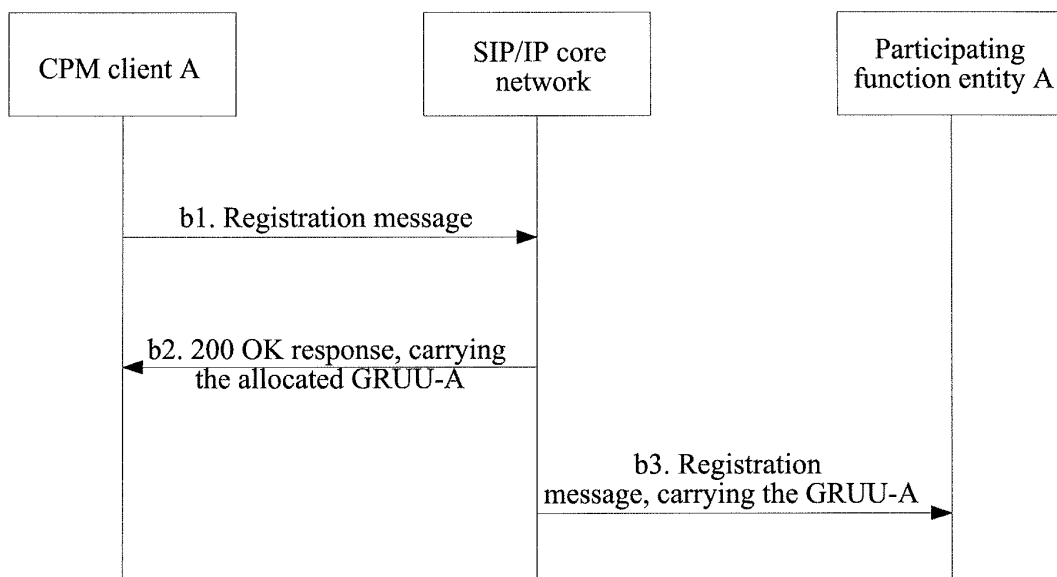 CPM client A
SIP/IP core
network
Participating
function entity A
b1. Registration message
b2. 200 OK response, carrying
the allocated GRUU-A
b3. Registration
message, carrying the GRUU-A